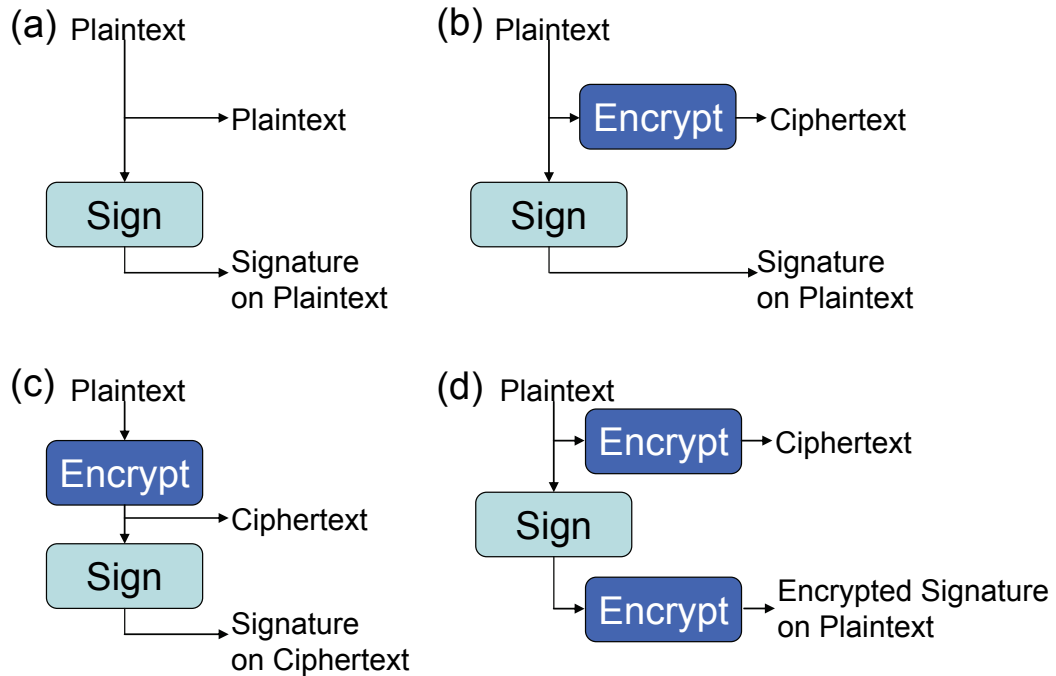 (a) Plaintext
Plaintext
Sign
Signature
on Plaintext
(b) Plaintext
Encrypt Ciphertext
Sign
Signature
on Plaintext
(c) Plaintext
Encrypt
Ciphertext
Sign
Signature
on Ciphertext
(d) Plaintext
Encrypt Ciphertext
Sign
Encrypt Encrypted Signature
on Plaintext